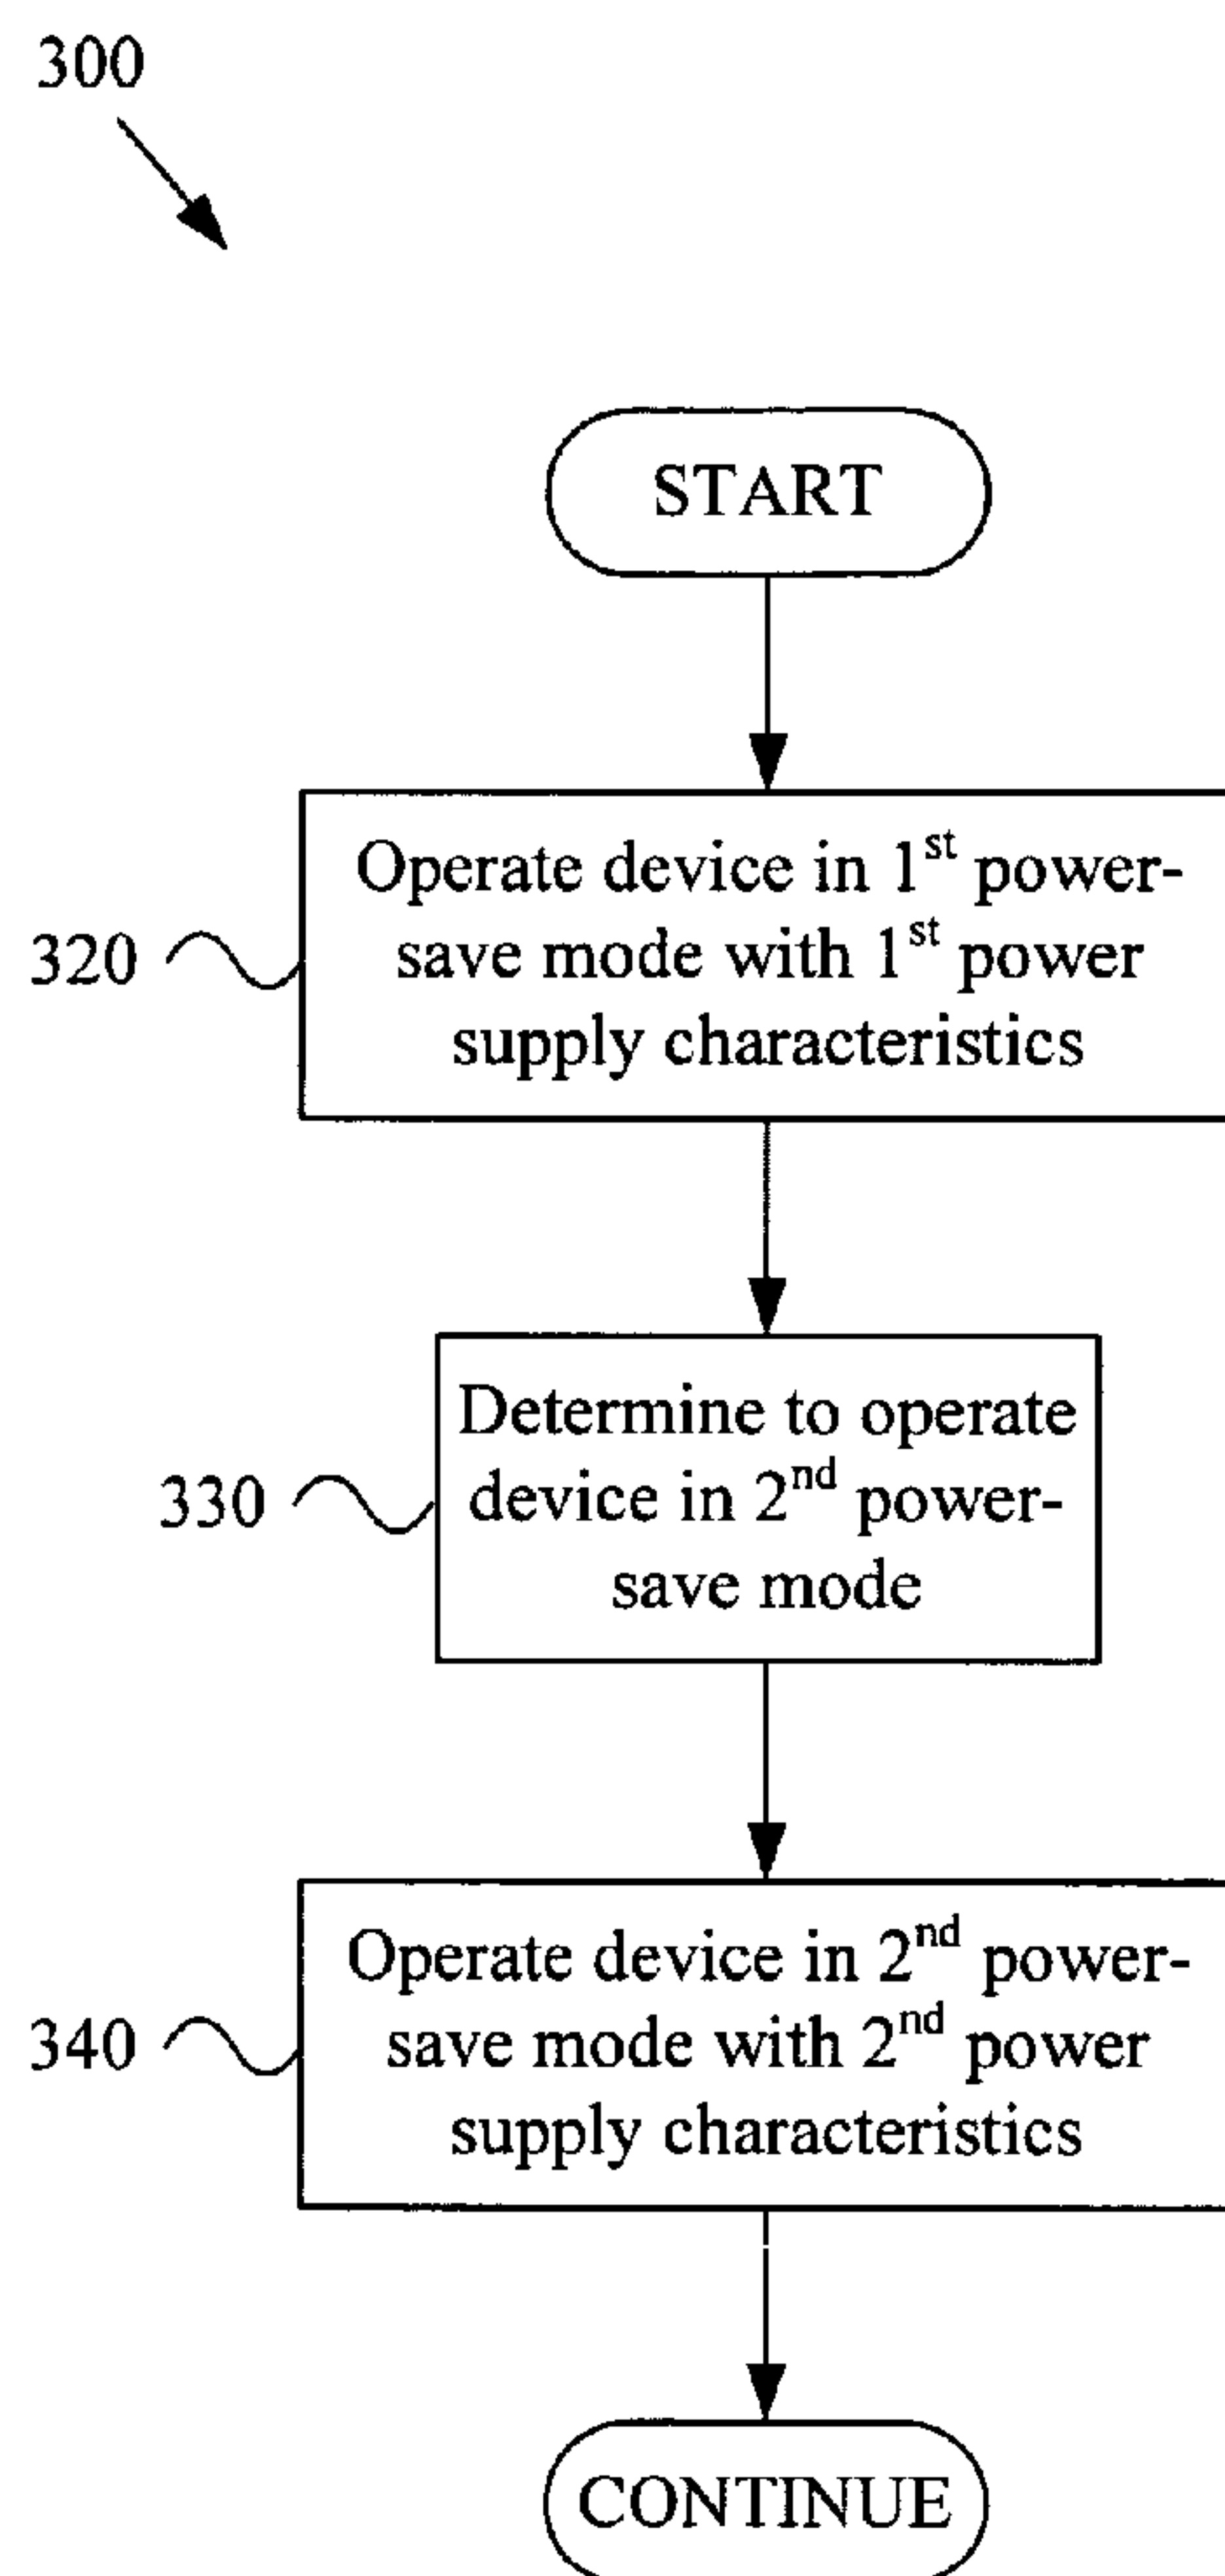 300
START
Operate device in 1st power-
save mode with 1st power
supply characteristics
320
Determine to operate
device in 2nd power-
save mode
330
Operate device in 2nd power-
save mode with 2nd power
supply characteristics
340
CONTINUE